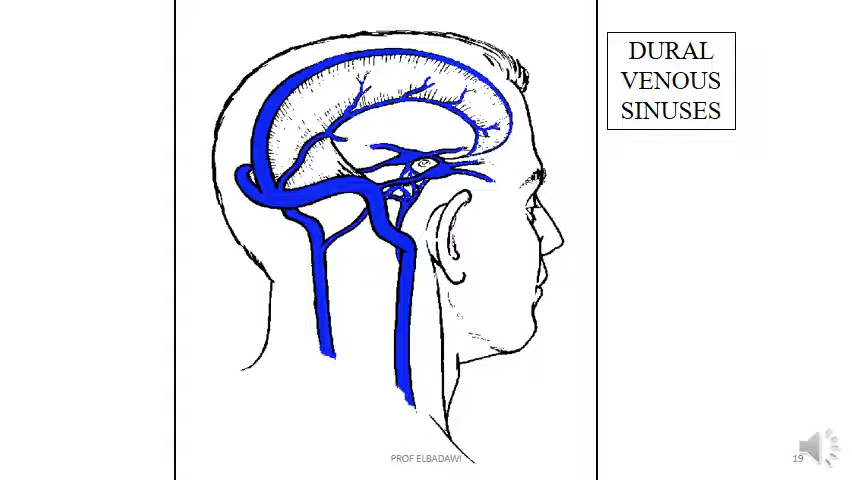 DURAL
VENOUS
SINUSES
PROF ELBADAWI
19